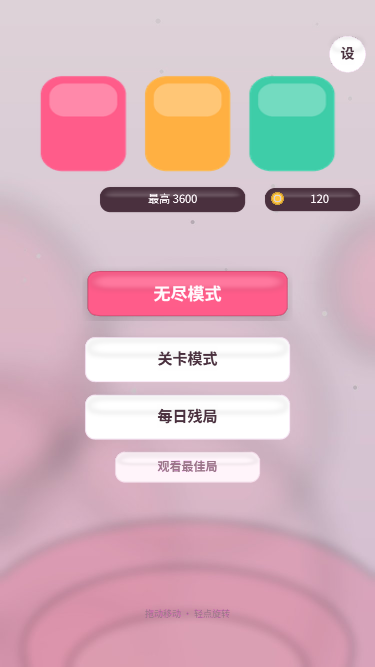 设
最高 3600
120
无尽模式
关卡模式
每日残局
观看最佳局
拖动移动 · 轻点旋转